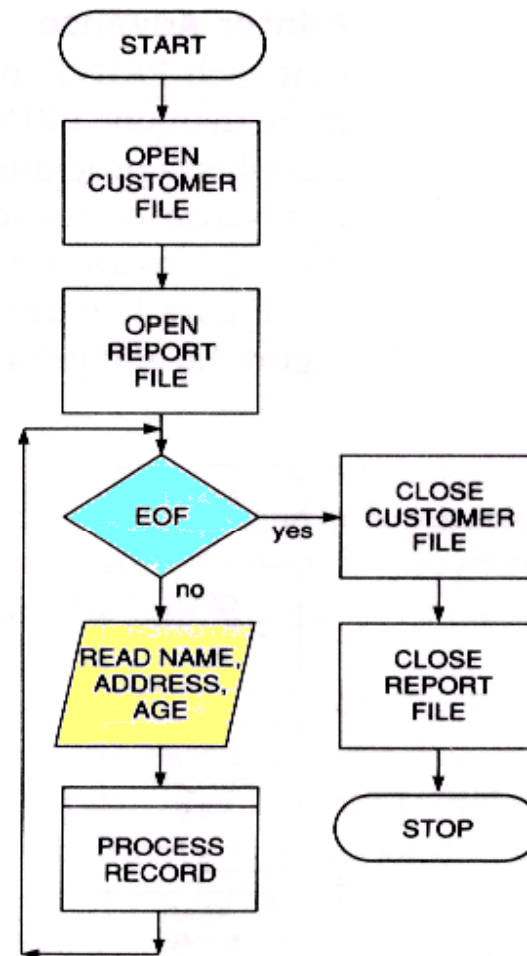 START
OPEN
CUSTOMER
FILE
OPEN
REPORT
FILE
EOF
yes
no
READ NAME,
ADDRESS,
AGE
PROCESS
RECORD
CLOSE
CUSTOMER
FILE
CLOSE
REPORT
FILE
STOP